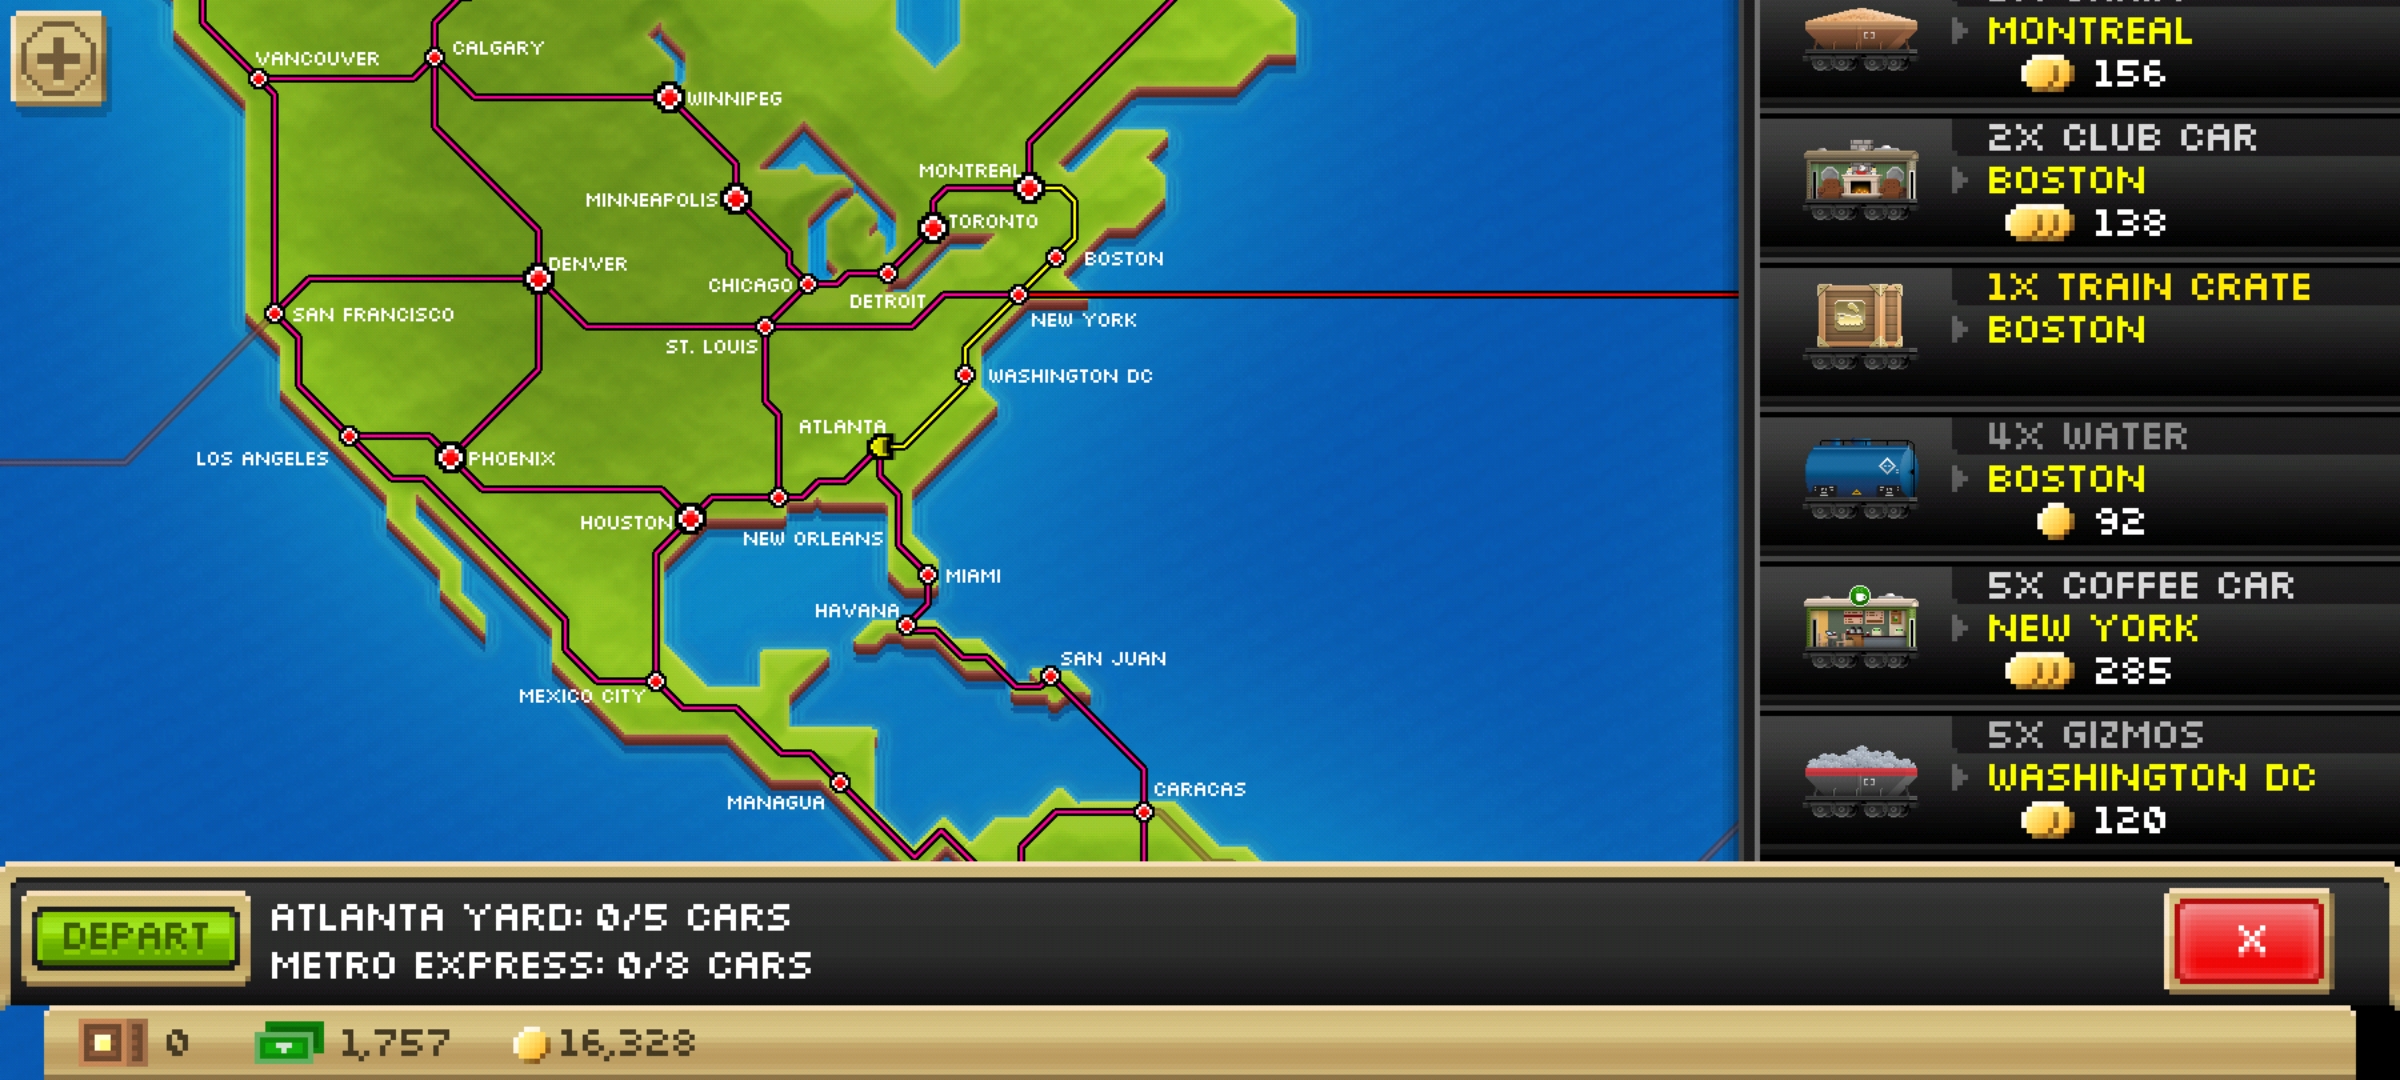 VANCOUVER
CALGARY
WINNIPEG
MINNEAPOLIS
MONTREAL
TORONTO
DENVER
CHICAGO
DETROIT
BOSTON
SAN FRANCISCO
ST. LOUIS
NEW YORK
WASHINGTON DC
ATLANTA
LOS ANGELES
PHOENIX
HOUSTON
NEW ORLEANS
MIAMI
HAVANA
SAN JUAN
MEXICO CITY
MANAGUA
CARACAS
MONTREAL
156
2X CLUB CAR
BOSTON
138
1X TRAIN CRATE
BOSTON
4X WATER
BOSTON
92
5X COFFEE CAR
NEW YORK
285
5X GIZMOS
WASHINGTON DC
120
DEPART
ATLANTA YARD: 0/5 CARS
METRO EXPRESS: 0/8 CARS
X
0 1,757 16,328